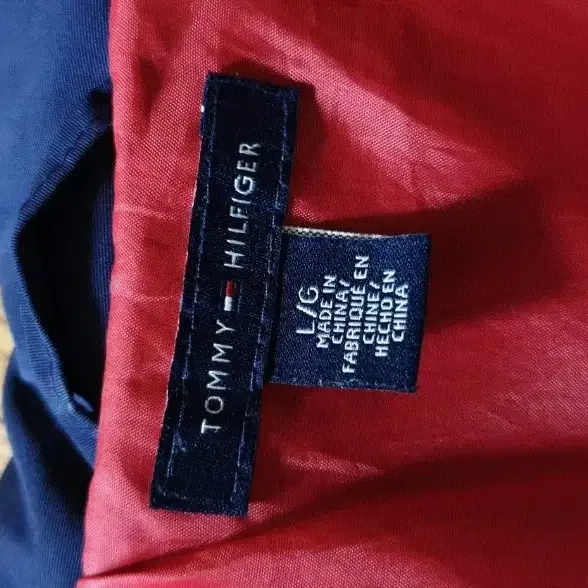 TOMMY HILFIGER
L/G
MADE IN
CHINA/
FABRIQUÉ EN
CHINE/
HECHO EN
CHINA